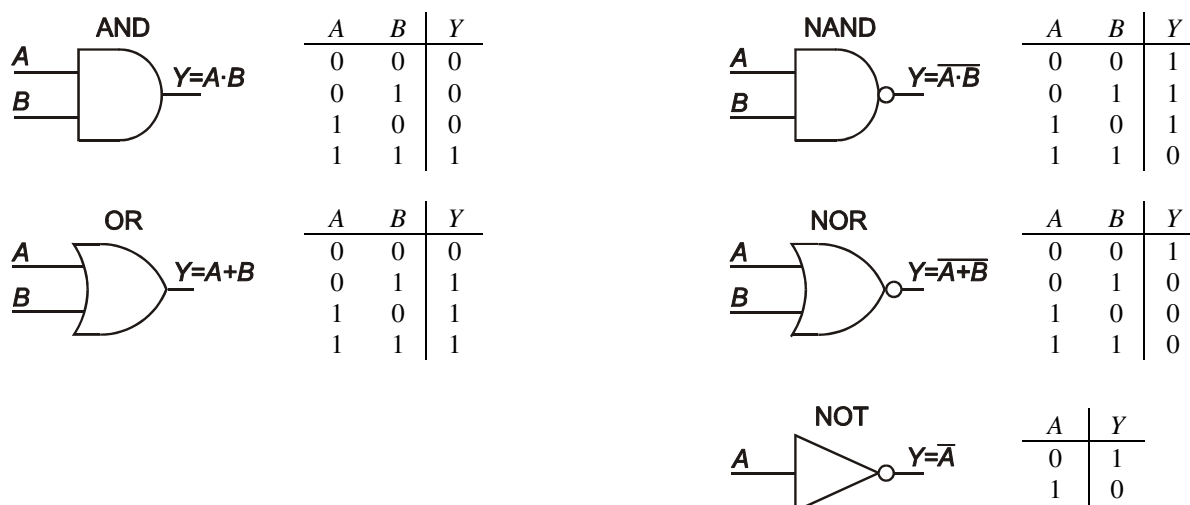 AND
A
B
Y=A·B
A B Y
0 0 0
0 1 0
1 0 0
1 1 1
NAND
A
B
Y=A̅·̅B̅
A B Y
0 0 1
0 1 1
1 0 1
1 1 0
OR
A
B
Y=A+B
A B Y
0 0 0
0 1 1
1 0 1
1 1 1
NOR
A
B
Y=A̅+̅B̅
A B Y
0 0 1
0 1 0
1 0 0
1 1 0
NOT
A
Y=A̅
A Y
0 1
1 0